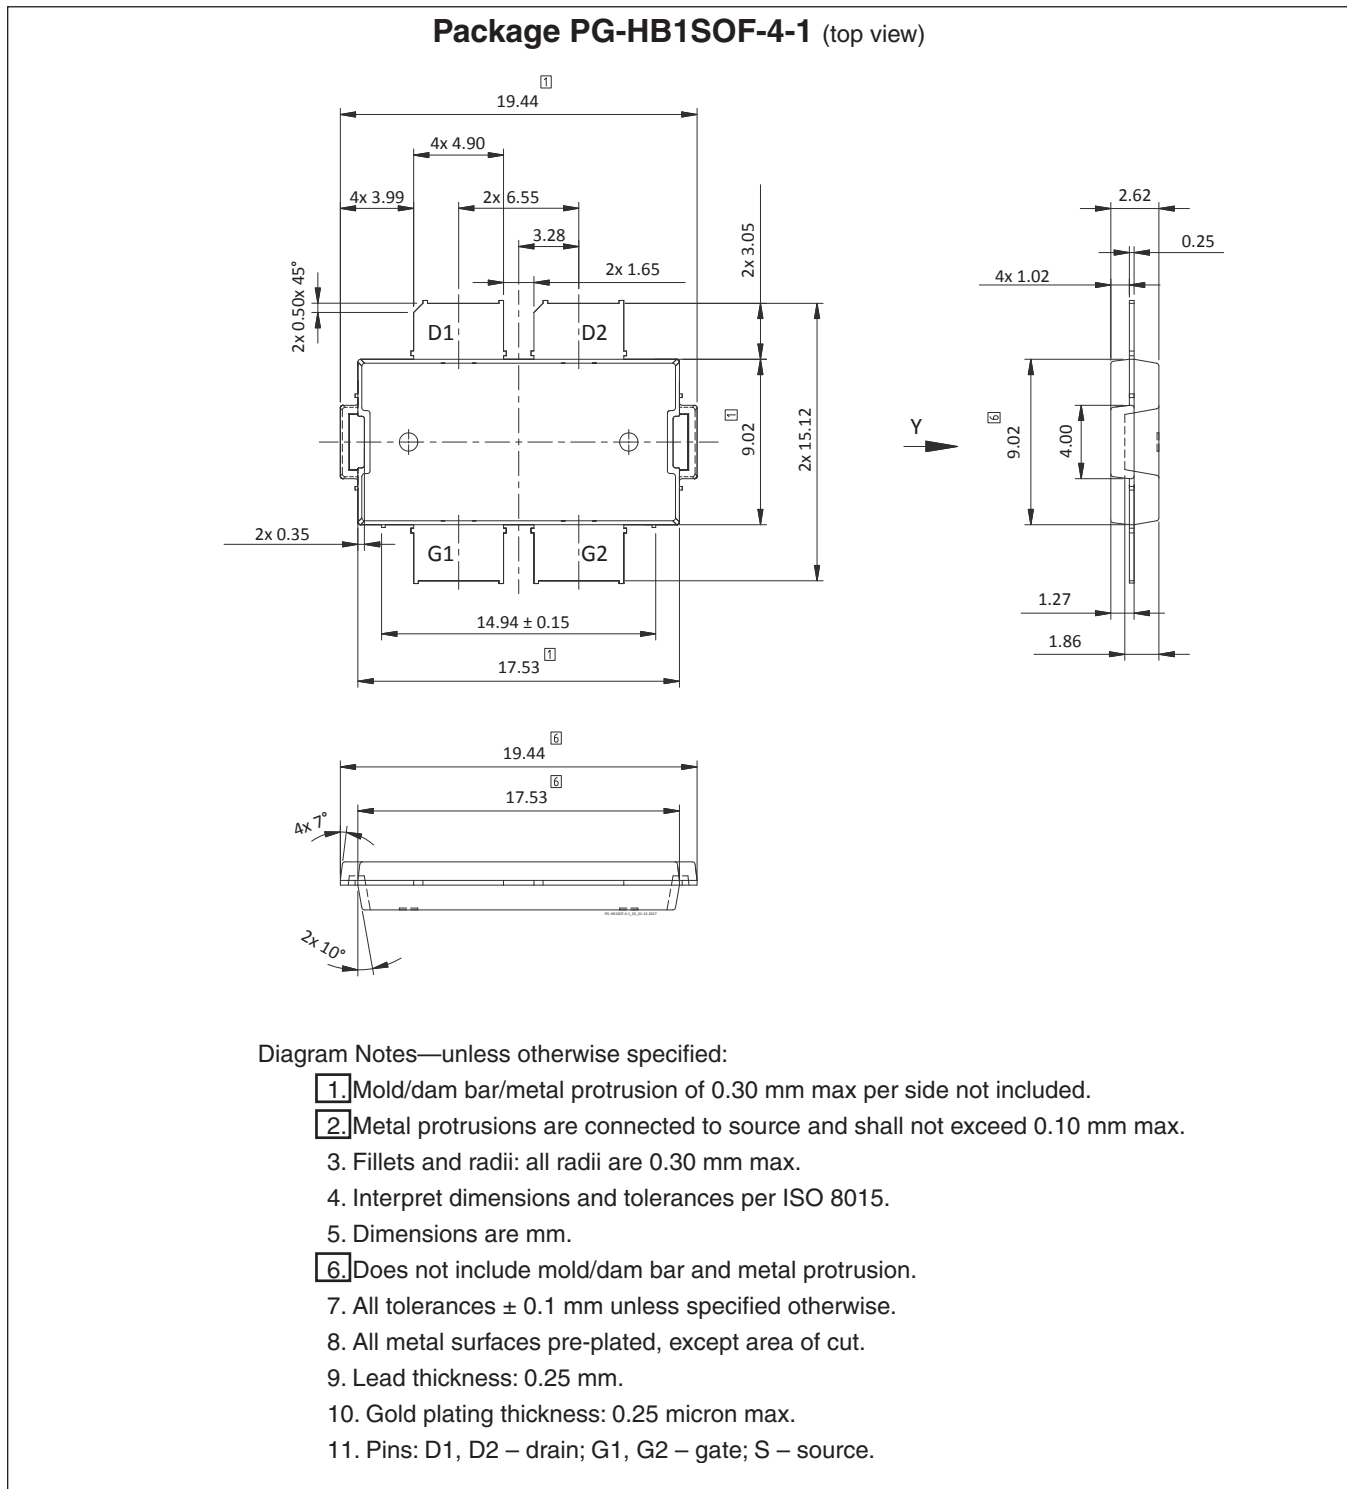 Package PG-HB1SOF-4-1 (top view)
1
19.44
4x 4.90
4x 3.99
2x 6.55
3.28
2x 1.65
2x 3.05
2x 0.50x 45°
D1
D2
1
9.02
2x 15.12
2x 0.35
G1
G2
14.94 ± 0.15
1
17.53
2.62
0.25
4x 1.02
Y
6
9.02
4.00
1.27
1.86
6
19.44
6
17.53
4x 7°
2x 10°
Diagram Notes—unless otherwise specified:
1. Mold/dam bar/metal protrusion of 0.30 mm max per side not included.
2. Metal protrusions are connected to source and shall not exceed 0.10 mm max.
3. Fillets and radii: all radii are 0.30 mm max.
4. Interpret dimensions and tolerances per ISO 8015.
5. Dimensions are mm.
6. Does not include mold/dam bar and metal protrusion.
7. All tolerances ± 0.1 mm unless specified otherwise.
8. All metal surfaces pre-plated, except area of cut.
9. Lead thickness: 0.25 mm.
10. Gold plating thickness: 0.25 micron max.
11. Pins: D1, D2 – drain; G1, G2 – gate; S – source.